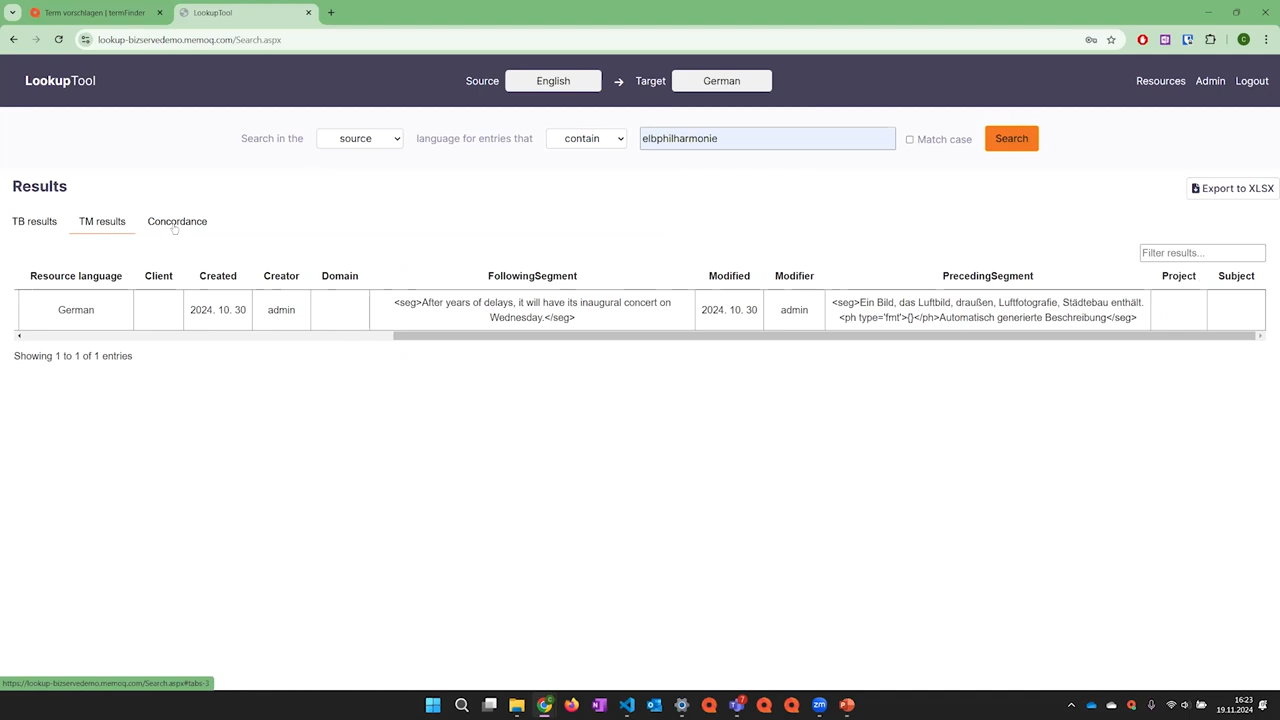 Term vorschlagen | termFinder
LookupTool
lookup-bizservedemo.memoq.com/Search.aspx
LookupTool
Source English → Target German
Resources Admin Logout
Search in the source language for entries that contain elbphilharmonie Match case Search
Results
Export to XLSX
TB results TM results Concordance
Filter results...
Resource language Client Created Creator Domain FollowingSegment Modified Modifier PrecedingSegment Project Subject
German 2024. 10. 30 admin <seg>After years of delays, it will have its inaugural concert on
Wednesday.</seg> 2024. 10. 30 admin <seg>Ein Bild, das Luftbild, draußen, Luftfotografie, Städtebau enthält.
<ph type='fmt'>{}</ph>Automatisch generierte Beschreibung</seg>
Showing 1 to 1 of 1 entries
https://lookup-bizservedemo.memoq.com/Search.aspx#tabs-3
16:23
19.11.2024